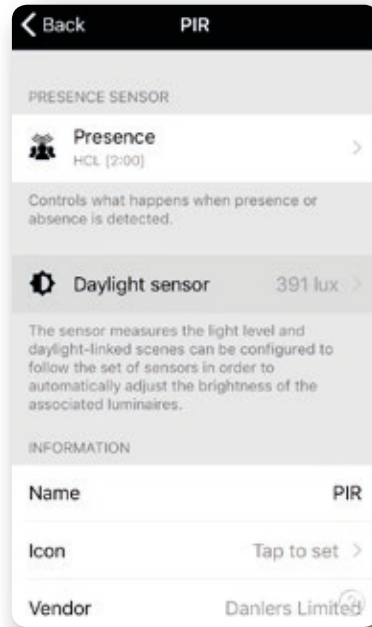 Back PIR
PRESENCE SENSOR
Presence
HCL [2:00]
Controls what happens when presence or
absence is detected.
Daylight sensor 391 lux
The sensor measures the light level and
daylight-linked scenes can be configured to
follow the set of sensors in order to
automatically adjust the brightness of the
associated luminaires.
INFORMATION
Name PIR
Icon Tap to set
Vendor Danlers Limited